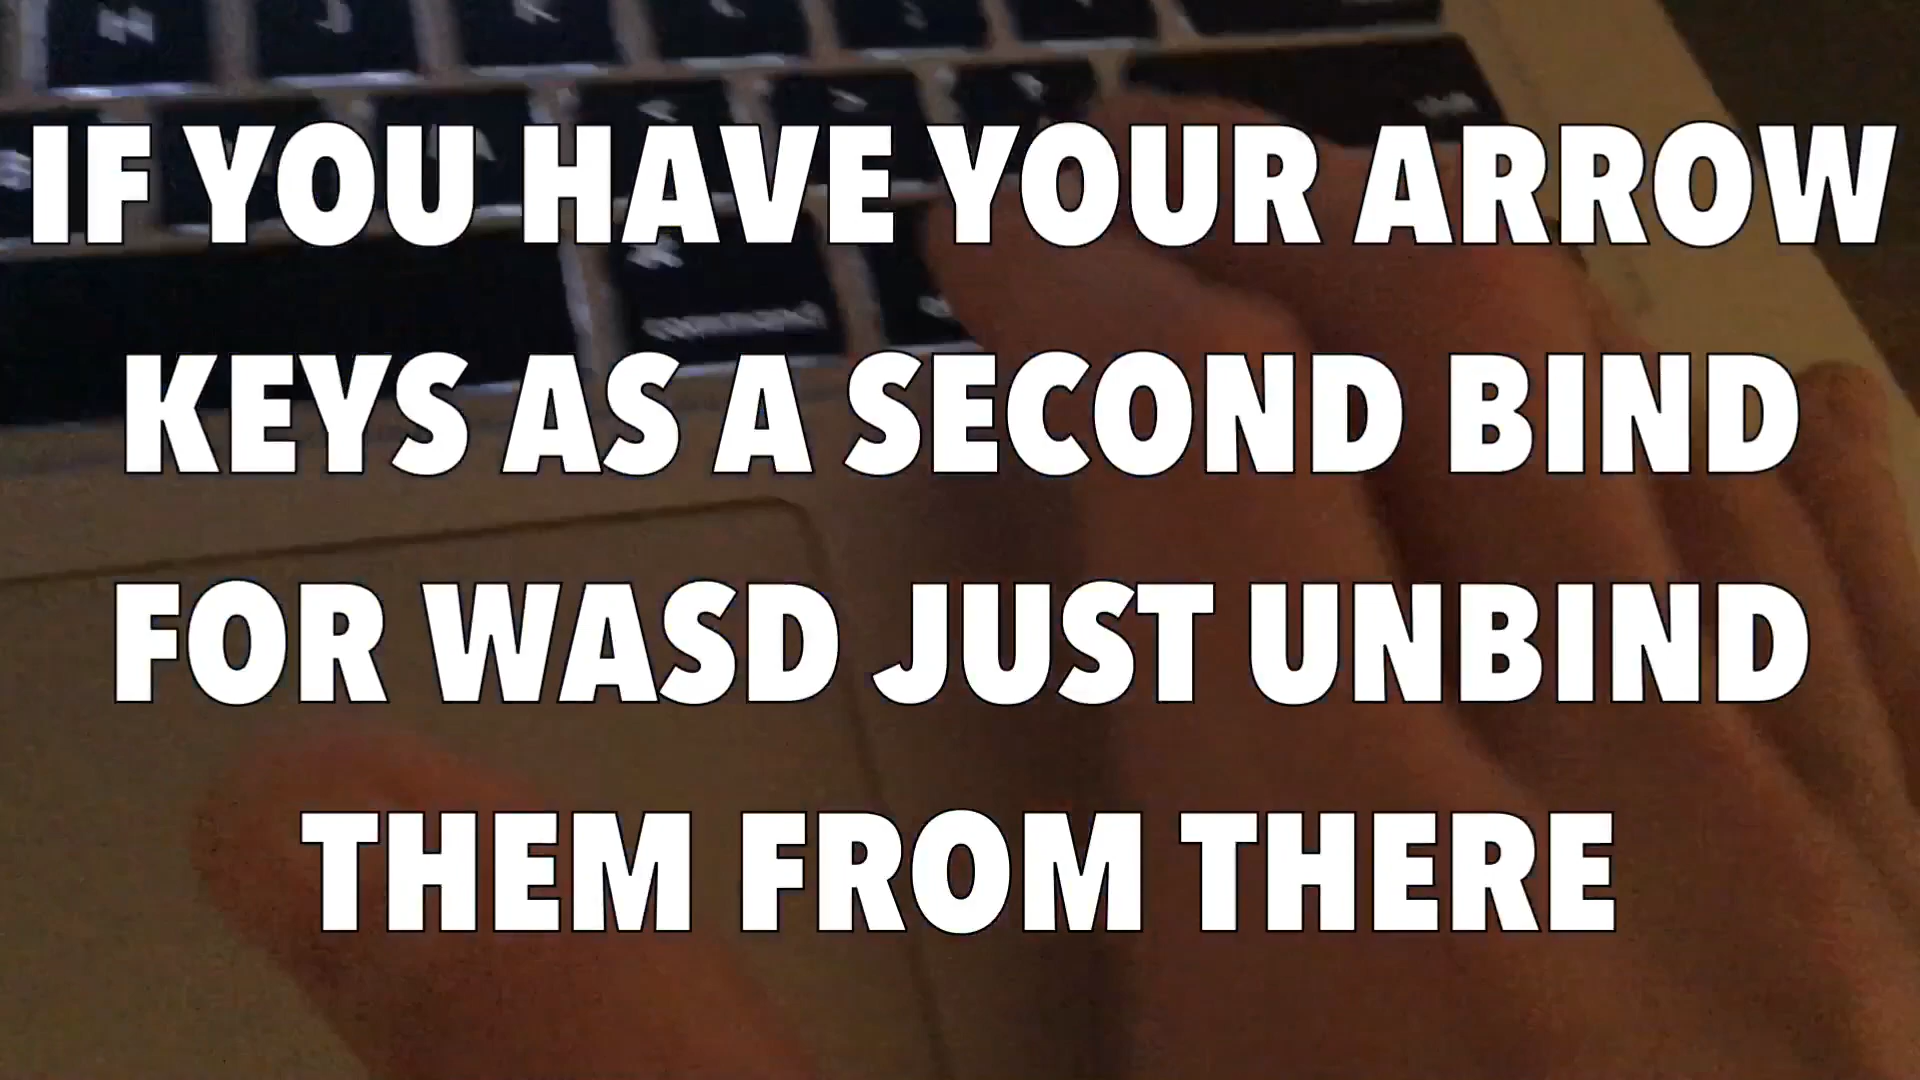 IF YOU HAVE YOUR ARROW
KEYS AS A SECOND BIND
FOR WASD JUST UNBIND
THEM FROM THERE